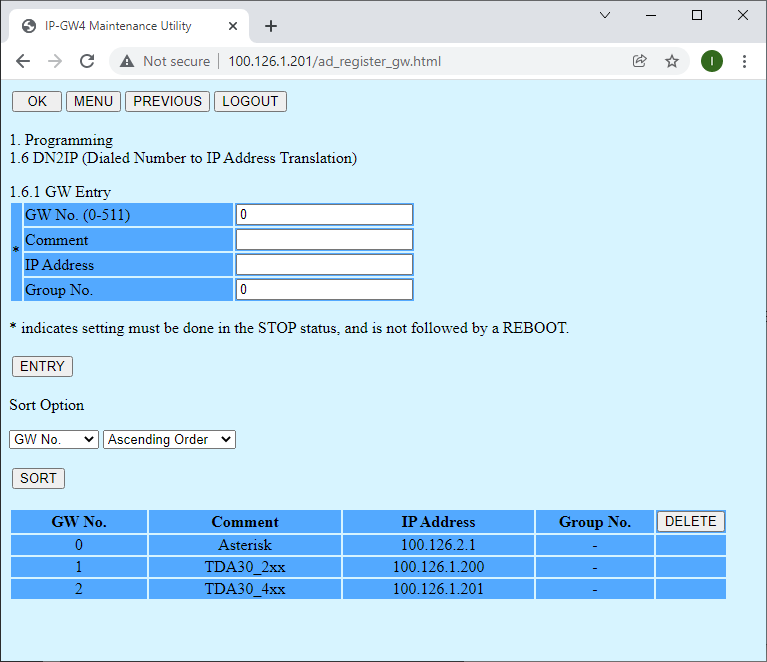 IP-GW4 Maintenance Utility
Not secure 100.126.1.201/ad_register_gw.html I
OK MENU PREVIOUS LOGOUT
1. Programming
1.6 DN2IP (Dialed Number to IP Address Translation)
1.6.1 GW Entry
GW No. (0-511) 0
Comment
* IP Address
Group No. 0
* indicates setting must be done in the STOP status, and is not followed by a REBOOT.
ENTRY
Sort Option
GW No. Ascending Order
SORT
GW No. Comment IP Address Group No. DELETE
0 Asterisk 100.126.2.1 -
1 TDA30_2xx 100.126.1.200 -
2 TDA30_4xx 100.126.1.201 -